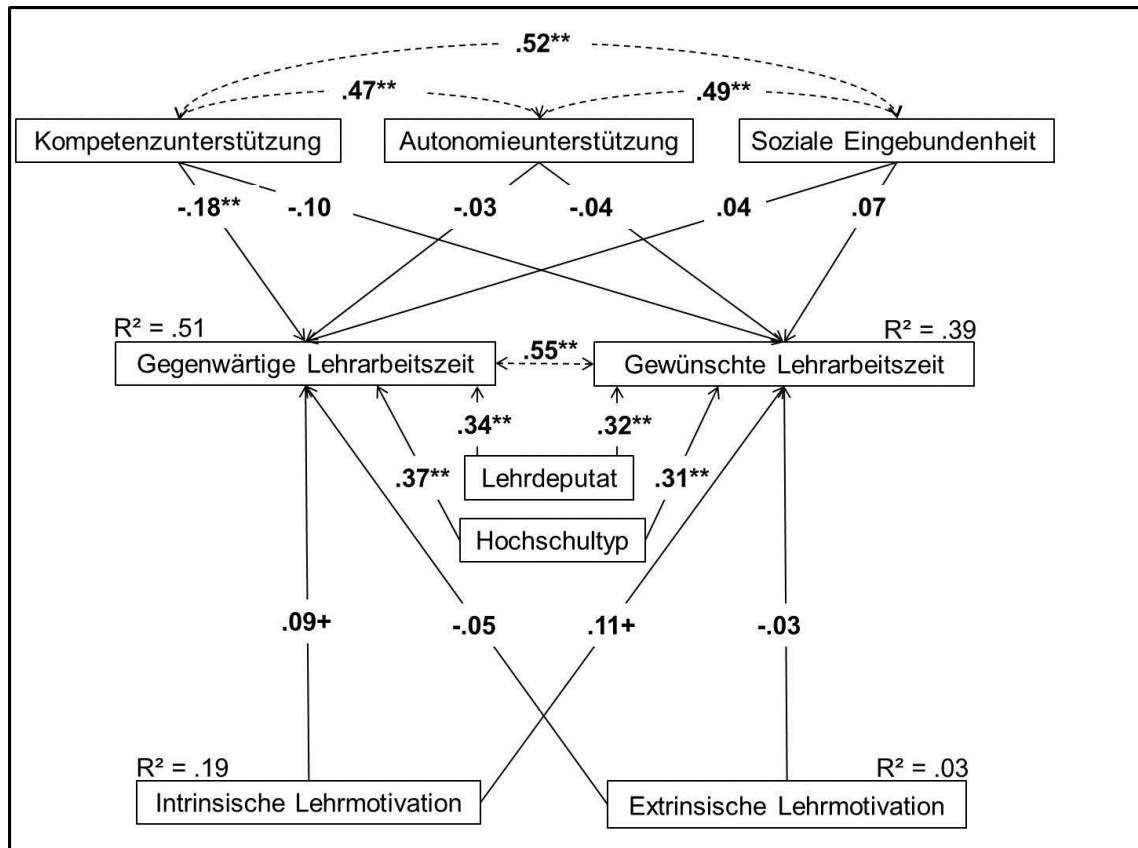 .52**
.47** .49**
Kompetenzunterstützung Autonomieunterstützung Soziale Eingebundenheit
-.18** -.10 -.03 -.04 .04 .07
R² = .51 R² = .39
Gegenwärtige Lehrarbeitszeit .55** Gewünschte Lehrarbeitszeit
.34** .32**
.37** Lehrdeputat .31**
Hochschultyp
.09+ -.05 .11+ -.03
R² = .19 R² = .03
Intrinsische Lehrmotivation Extrinsische Lehrmotivation